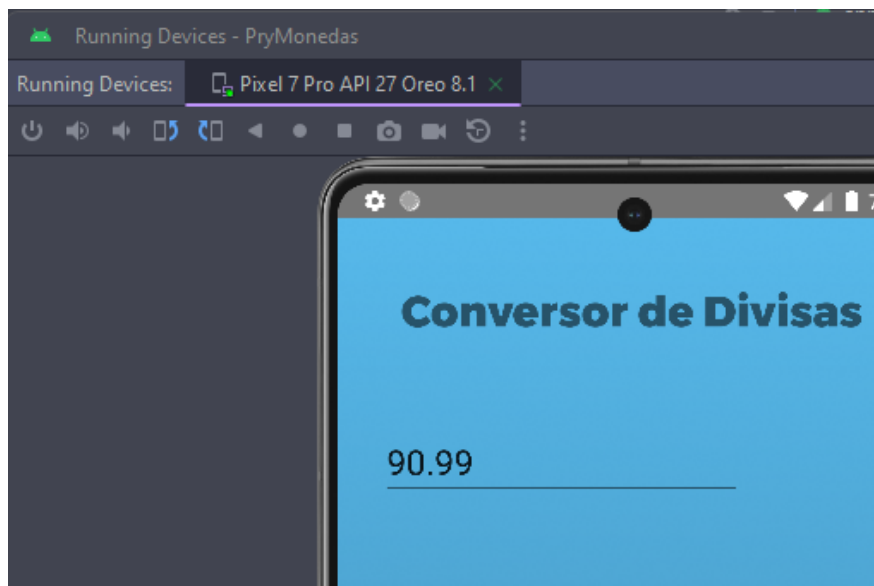 Running Devices - PryMonedas
Running Devices: Pixel 7 Pro API 27 Oreo 8.1
Conversor de Divisas
90.99